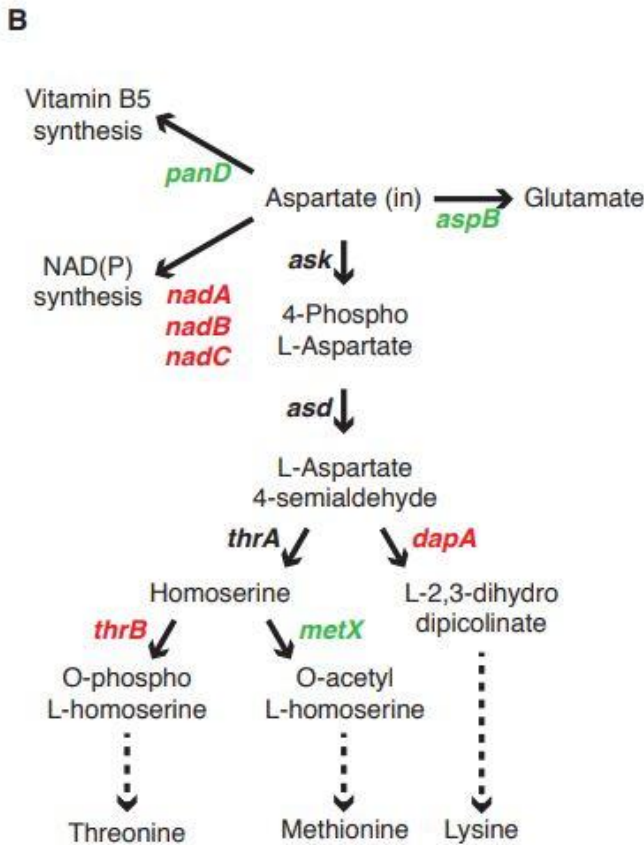 B
Vitamin B5
synthesis
panD
Aspartate (in)
Glutamate
aspB
NAD(P)
synthesis
nadA
nadB
nadC
ask
4-Phospho
L-Aspartate
asd
L-Aspartate
4-semialdehyde
thrA
dapA
Homoserine
L-2,3-dihydro
dipicolinate
thrB
metX
O-phospho
L-homoserine
O-acetyl
L-homoserine
Threonine
Methionine
Lysine